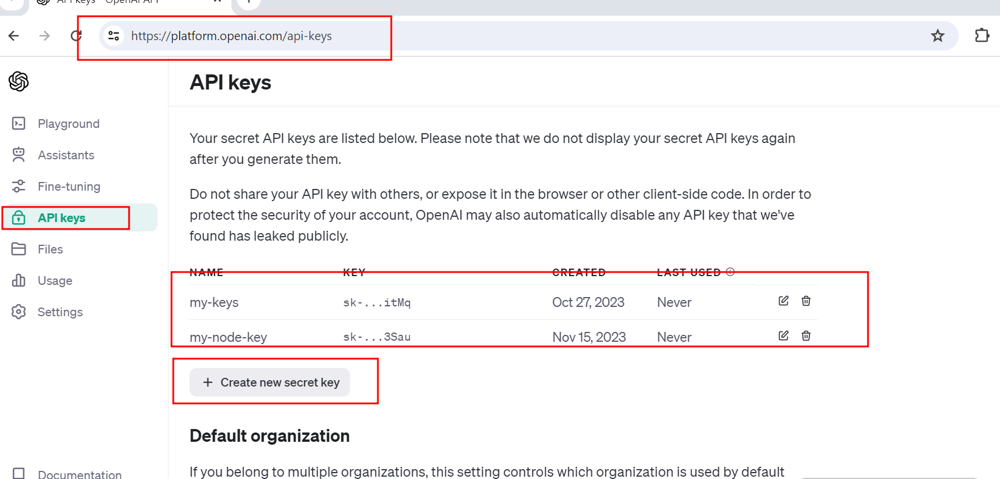 API keys - OpenAI API
https://platform.openai.com/api-keys
API keys
Playground
Assistants
Fine-tuning
API keys
Files
Usage
Settings
Documentation
Your secret API keys are listed below. Please note that we do not display your secret API keys again
after you generate them.
Do not share your API key with others, or expose it in the browser or other client-side code. In order to
protect the security of your account, OpenAI may also automatically disable any API key that we've
found has leaked publicly.
NAME KEY CREATED LAST USED
my-keys sk-...itMq Oct 27, 2023 Never
my-node-key sk-...3Sau Nov 15, 2023 Never
+ Create new secret key
Default organization
If you belong to multiple organizations, this setting controls which organization is used by default